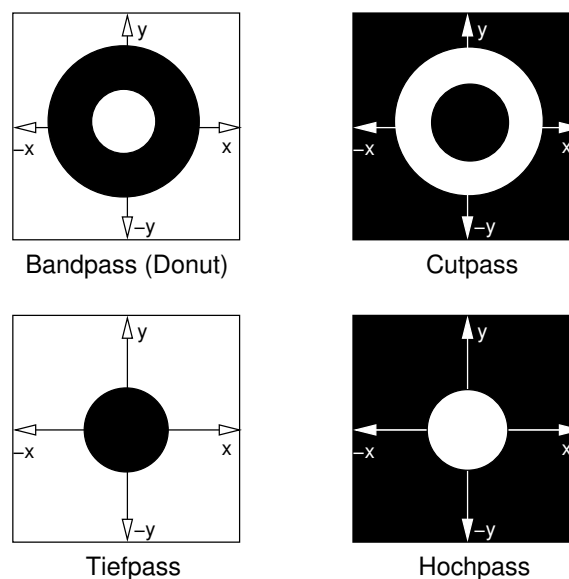 y
y
−x
x
−x
x
−y
−y
Bandpass (Donut)
Cutpass
y
y
−x
x
−x
x
−y
−y
Tiefpass
Hochpass